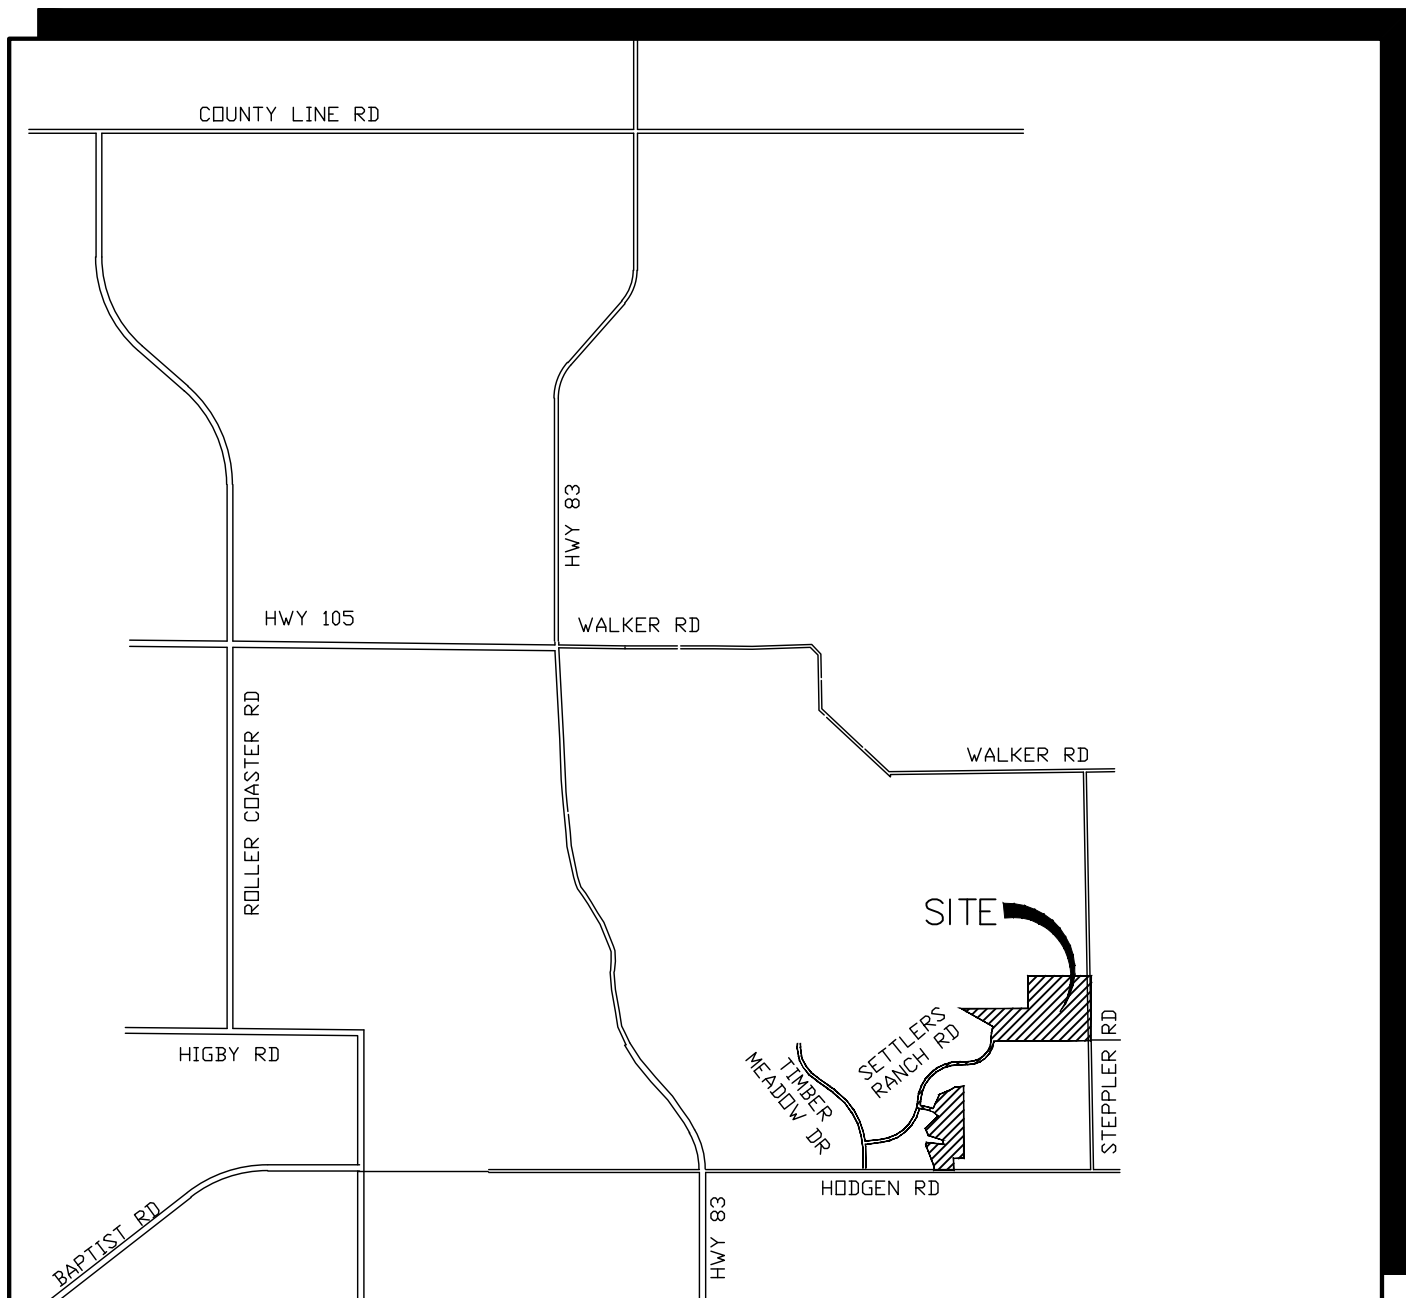 COUNTY LINE RD
HWY 83
HWY 105
WALKER RD
ROLLER COASTER RD
WALKER RD
SITE
SETTLERS
RANCH RD
STEPPLER RD
HIGBY RD
TIMBER
MEADOW DR
HODGEN RD
BAPTIST RD
HWY 83